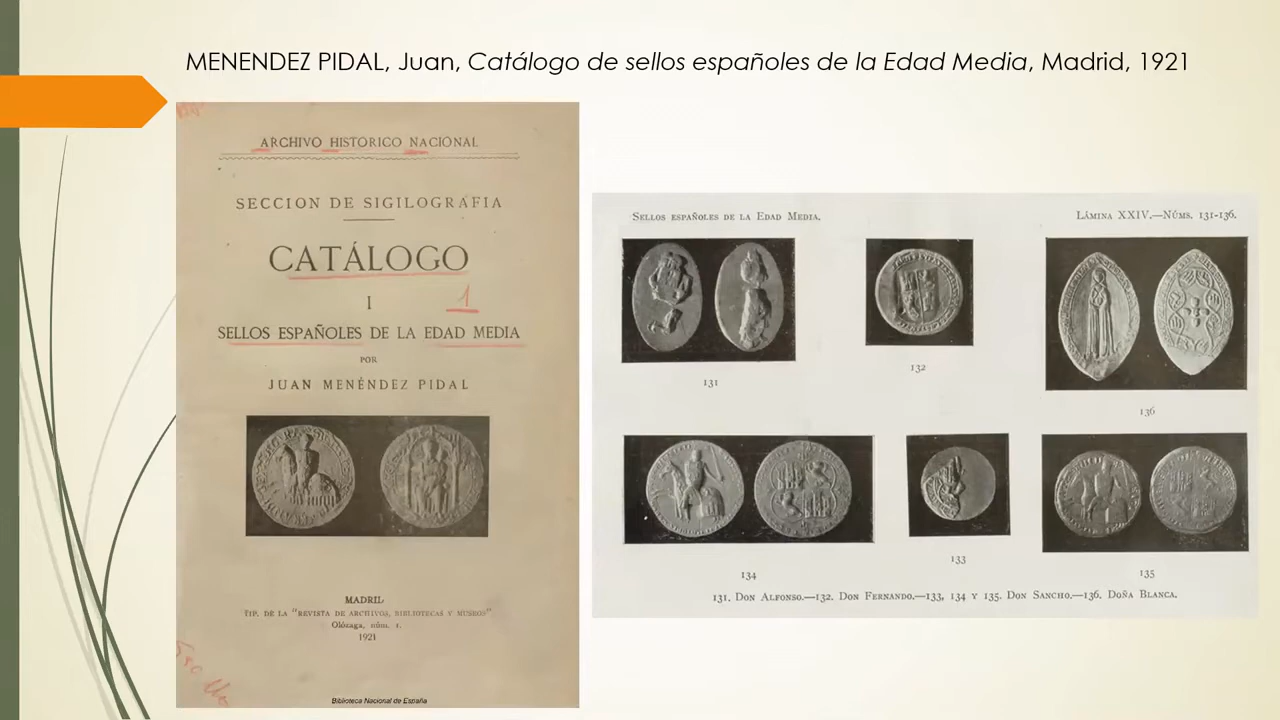 MENENDEZ PIDAL, Juan, Catálogo de sellos españoles de la Edad Media, Madrid, 1921
ARCHIVO HISTORICO NACIONAL
SECCION DE SIGILOGRAFIA
CATÁLOGO
I
1
SELLOS ESPAÑOLES DE LA EDAD MEDIA
POR
JUAN MENÉNDEZ PIDAL
MADRID
TIP. DE LA "REVISTA DE ARCHIVOS, BIBLIOTECAS Y MUSEOS"
Olózaga, núm. 1.
1921
Biblioteca Nacional de España
SELLOS ESPAÑOLES DE LA EDAD MEDIA.
LÁMINA XXIV.—NÚMS. 131-136.
131
132
136
134
133
135
131. DON ALFONSO.—132. DON FERNANDO.—133, 134 Y 135. DON SANCHO.—136. DOÑA BLANCA.